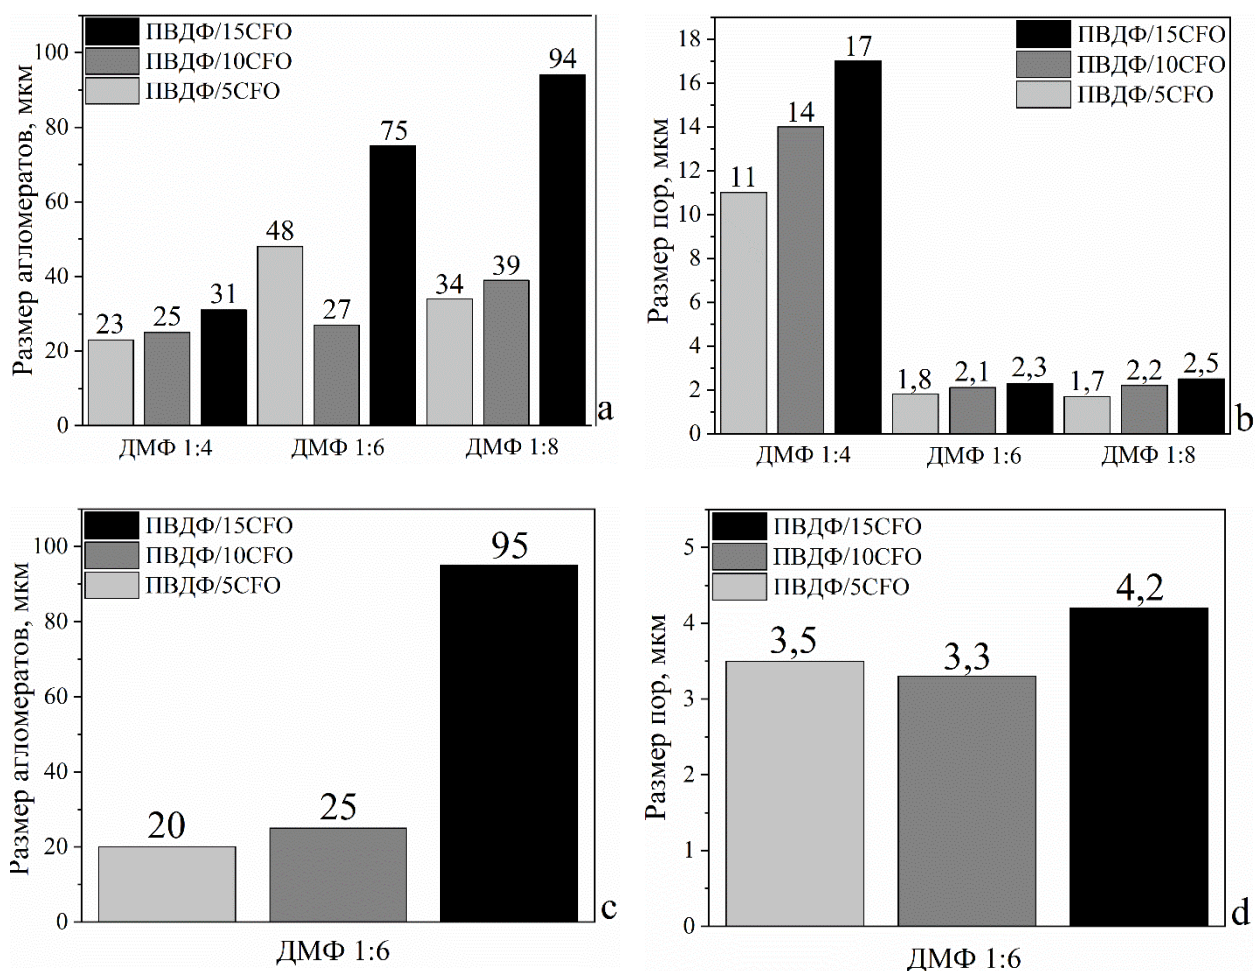 Размер агломератов, мкм
100
80
60
40
20
0
ПВДФ/15CFO
ПВДФ/10CFO
ПВДФ/5CFO
23
25
31
48
27
75
34
39
94
ДМФ 1:4
ДМФ 1:6
ДМФ 1:8
a
Размер пор, мкм
18
16
14
12
10
8
6
4
2
0
ПВДФ/15CFO
ПВДФ/10CFO
ПВДФ/5CFO
11
14
17
1,8
2,1
2,3
1,7
2,2
2,5
ДМФ 1:4
ДМФ 1:6
ДМФ 1:8
b
Размер агломератов, мкм
100
80
60
40
20
0
ПВДФ/15CFO
ПВДФ/10CFO
ПВДФ/5CFO
20
25
95
ДМФ 1:6
c
Размер пор, мкм
5
4
3
2
1
0
ПВДФ/15CFO
ПВДФ/10CFO
ПВДФ/5CFO
3,5
3,3
4,2
ДМФ 1:6
d